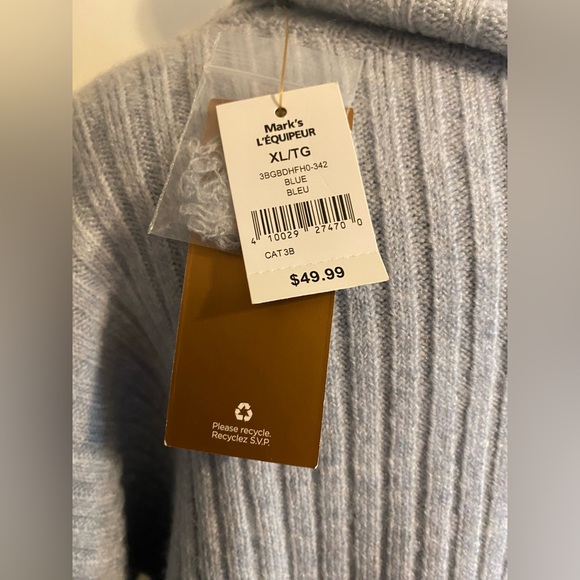 Mark's
L'ÉQUIPEUR
XL/TG
3BGBDHFH0-342
BLUE
BLEU
4 10029 27470 0
CAT 3B
$49.99
Please recycle.
Recyclez S.V.P.